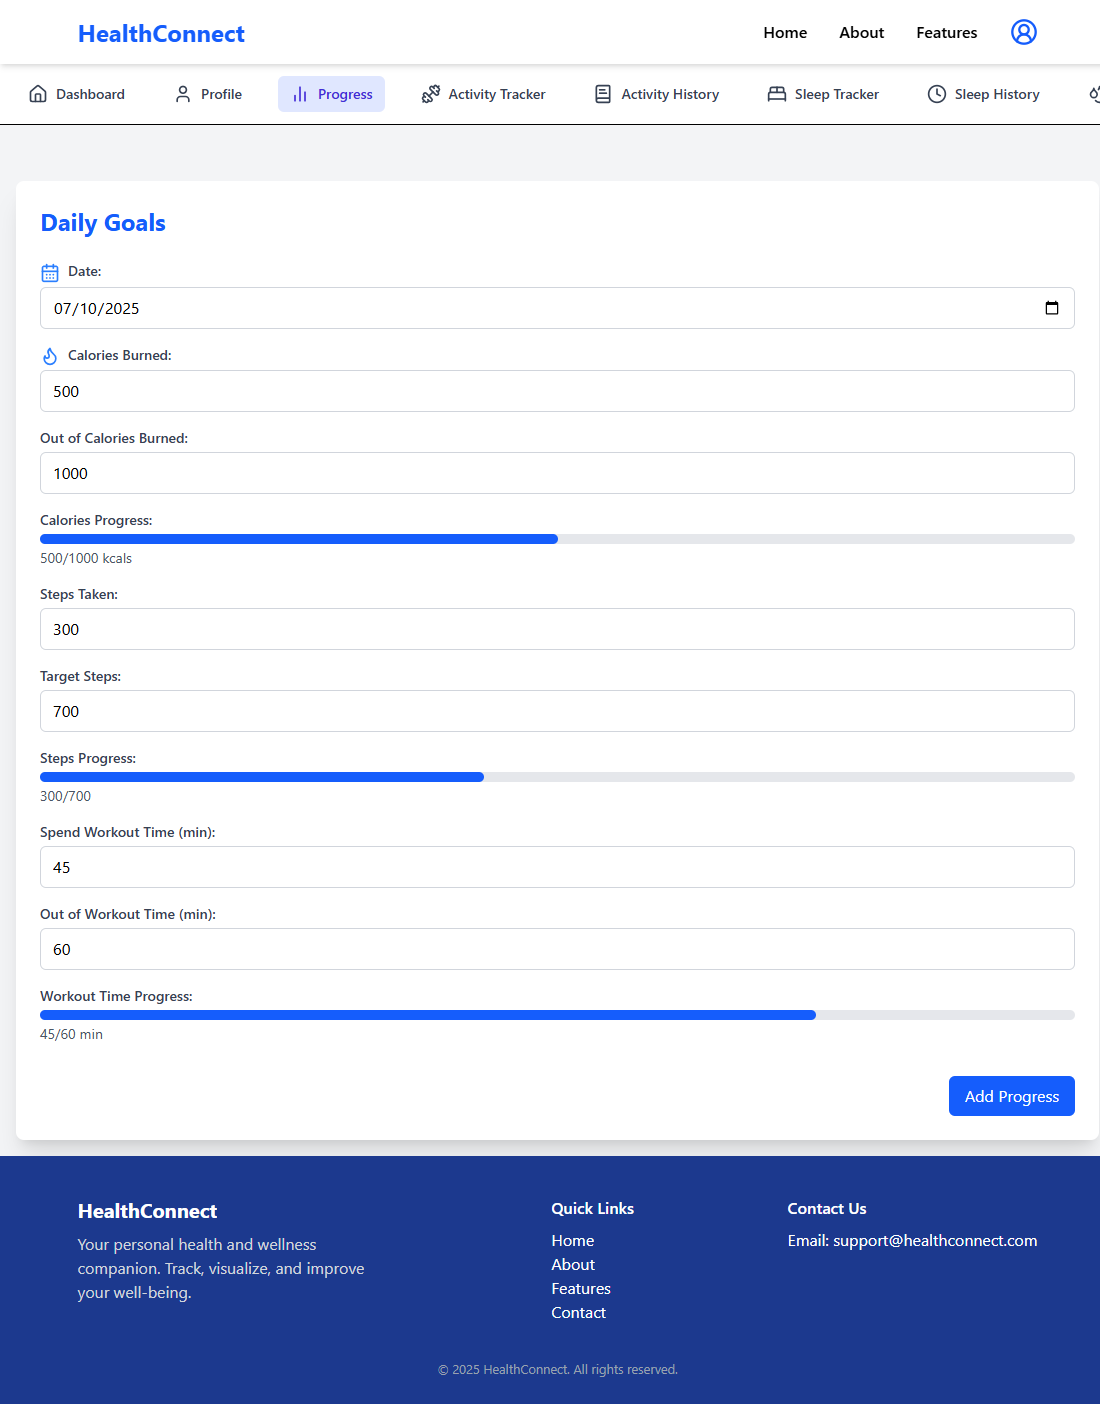 HealthConnect
Home About Features
Dashboard Profile Progress Activity Tracker Activity History Sleep Tracker Sleep History
Daily Goals
Date:
07/10/2025
Calories Burned:
500
Out of Calories Burned:
1000
Calories Progress:
500/1000 kcals
Steps Taken:
300
Target Steps:
700
Steps Progress:
300/700
Spend Workout Time (min):
45
Out of Workout Time (min):
60
Workout Time Progress:
45/60 min
Add Progress
HealthConnect
Your personal health and wellness
companion. Track, visualize, and improve
your well-being.
Quick Links
Home
About
Features
Contact
Contact Us
Email: support@healthconnect.com
© 2025 HealthConnect. All rights reserved.